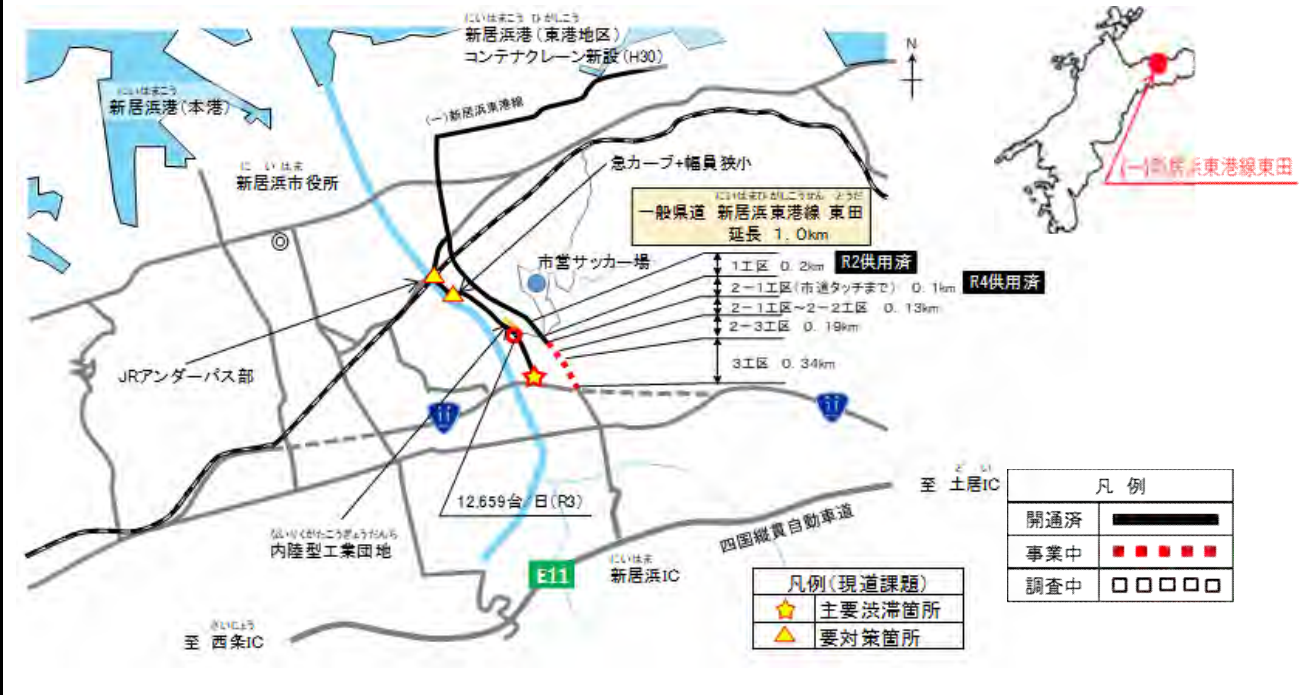 にいはまこう ひがしこう
新居浜港(東港地区)
コンテナクレーン新設(H30)
N
にいはまこう
新居浜港(本港)
(一)新居浜東港線
に い はま
新居浜市役所
急カーブ+幅員狭小
にいはまひがしこうせん とうだ
一般県道 新居浜東港線 東田
延長 1.0km
(一)新居浜東港線東田
市営サッカー場
1工区 0.2km R2供用済
2-1工区(市道タッチまで) 0.1km R4供用済
2-1工区~2-2工区 0.13km
2-3工区 0.19km
3工区 0.34km
JRアンダーパス部
11
11
12,659台/日(R3)
ないりくがたこうぎょうだんち
内陸型工業団地
E11
にいはま
新居浜IC
四国縦貫自動車道
ど い
至 土居IC
さいじょう
至 西条IC
凡例(現道課題)
主要渋滞箇所
要対策箇所
凡 例
開通済
事業中
調査中